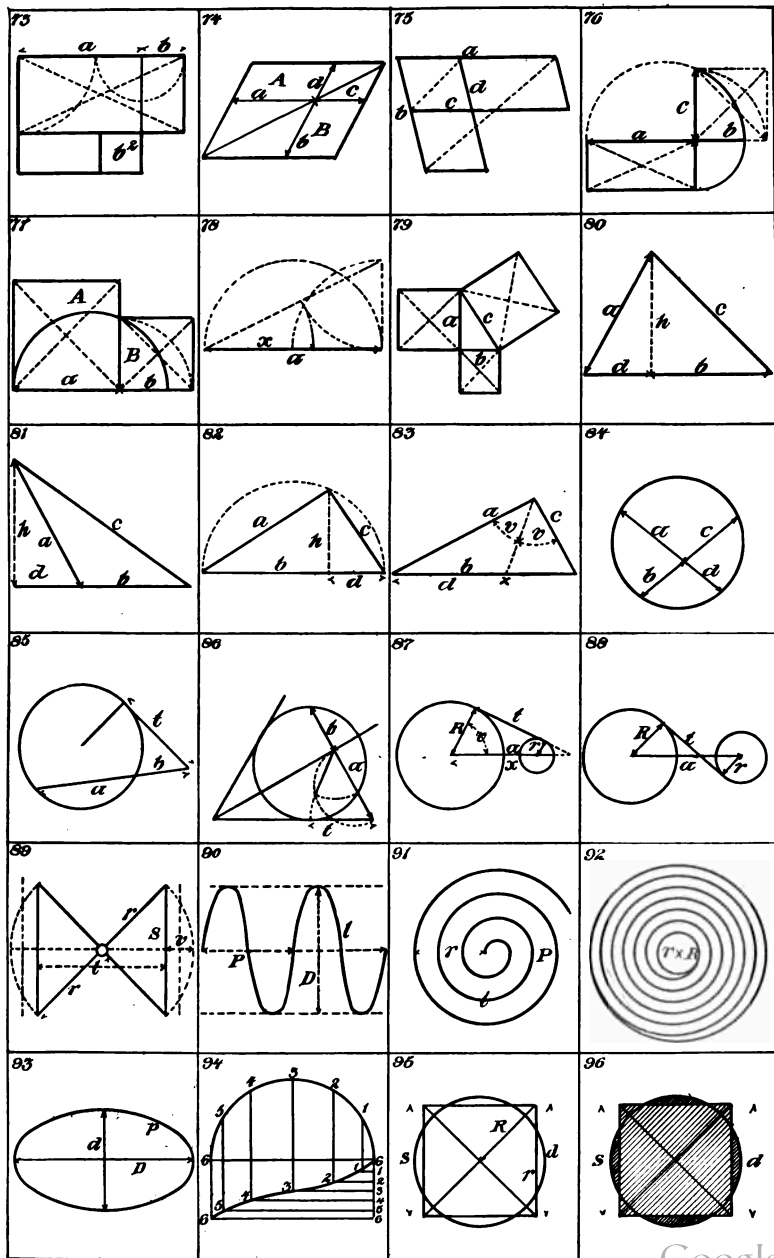 73 74 75 76
a b
b²
A d
a c
b B
a
d
b c
c
a b
77 78 79 80
A
B
a b
x a
a c
b
a h c
d b
81 82 83 84
h a c
d b
a h c
b d
a v v c
b
d x
a c
b d
85 86 87 88
t
h
a
b
a
t
R v t
a r
x
R t
a r
89 90 91 92
r s v
t
r
P l
D
r P
t
r × R
93 94 95 96
d P
D
3
4 2
5 1
6 6
1 1
2 2
3 3
4 4
5 5
6 6
R
S d
r
S d
Google